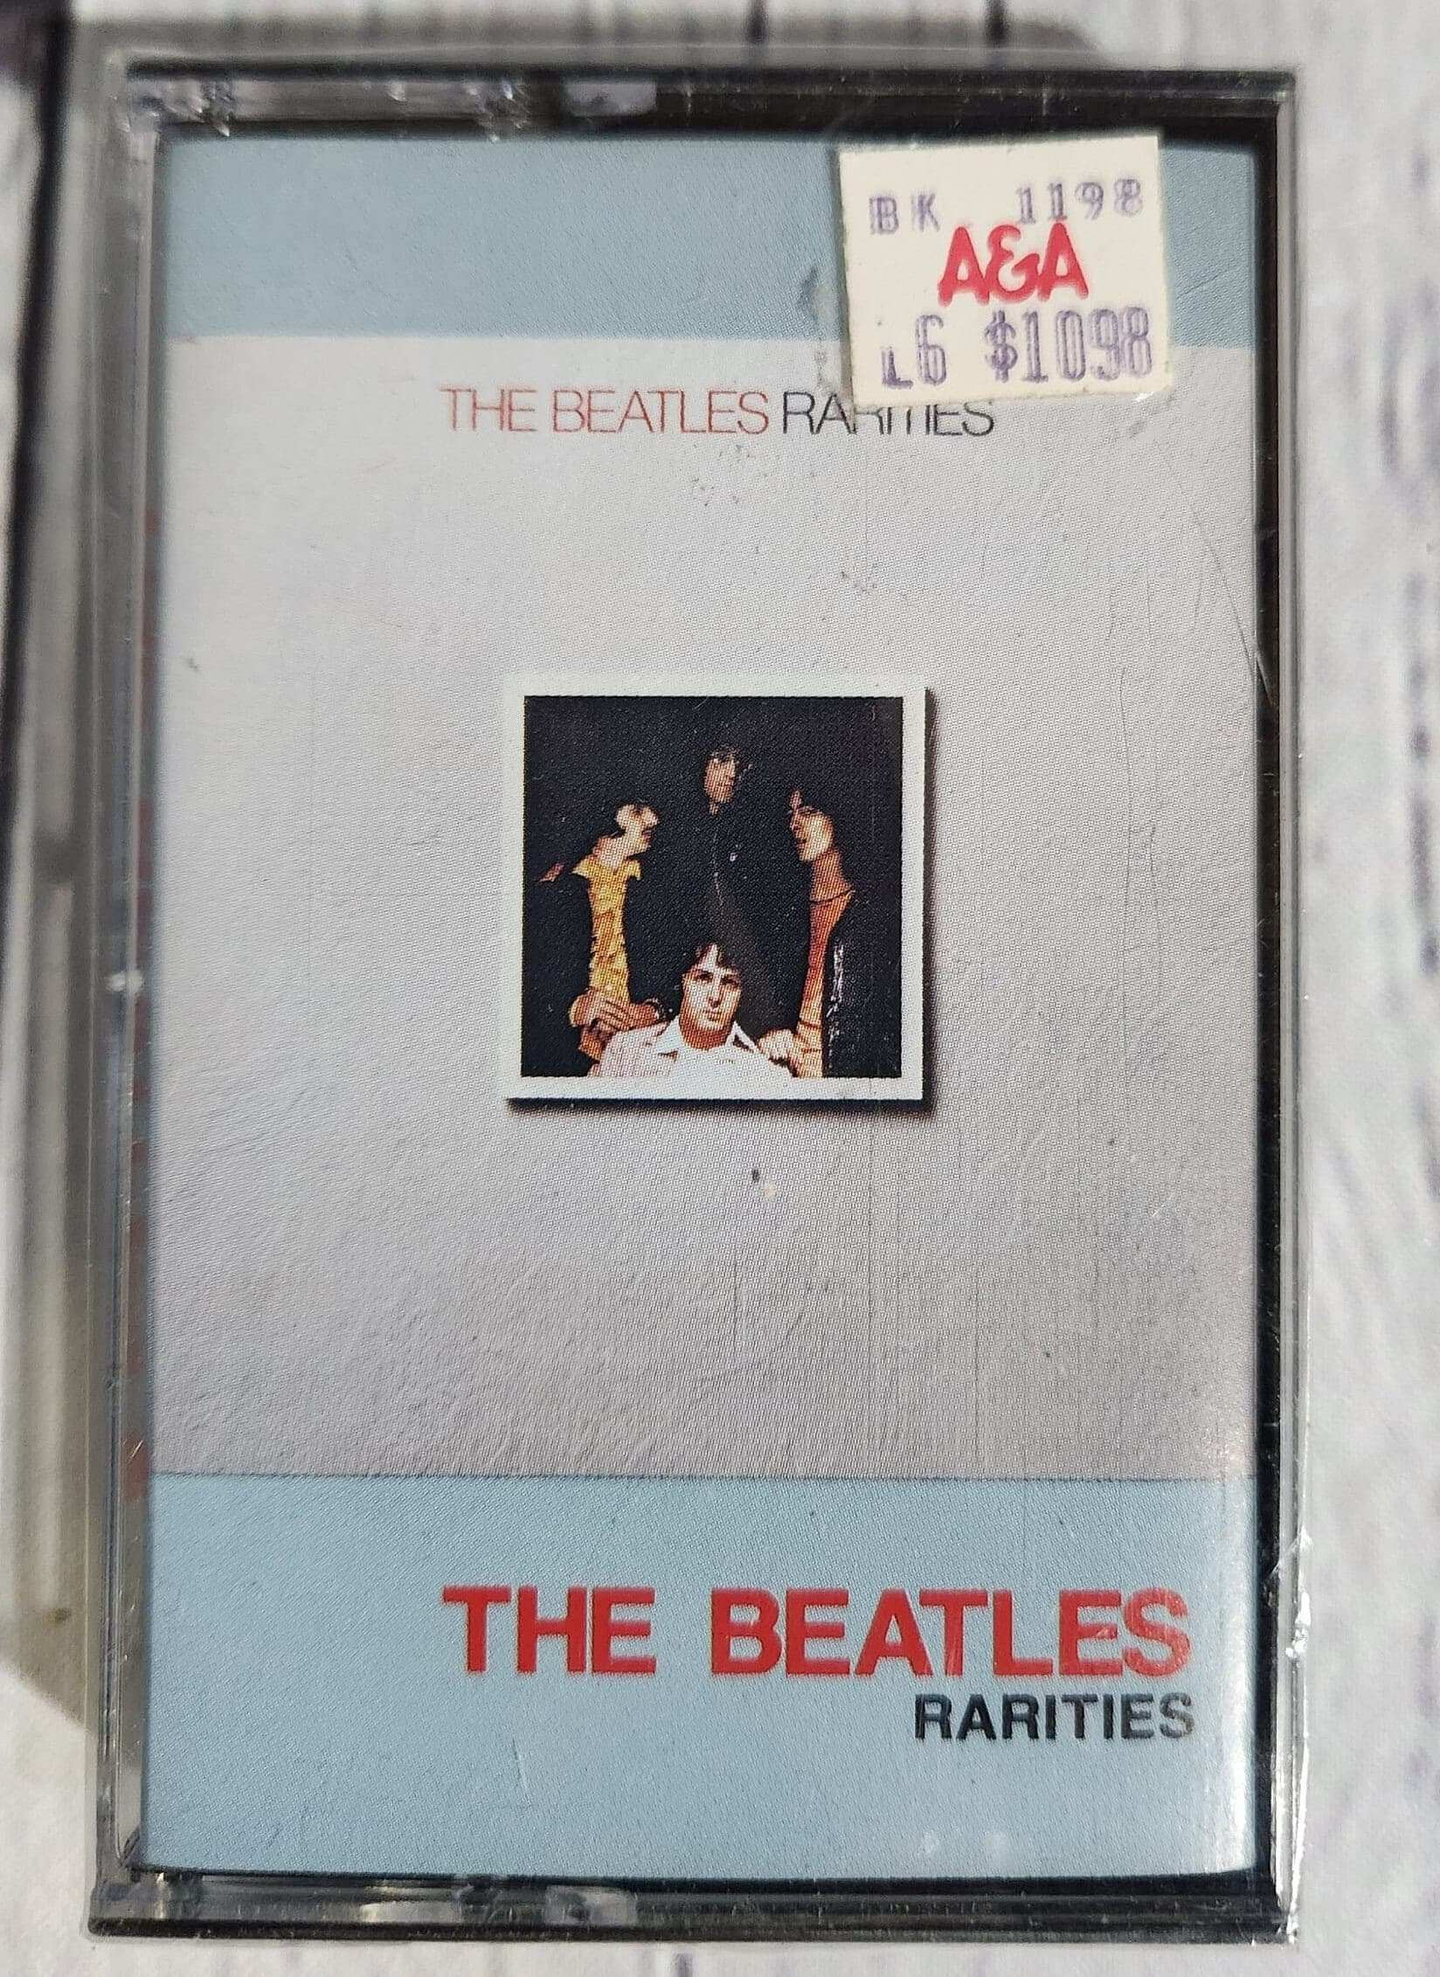 BK 1198
A&A
L6 $1098
THE BEATLES RARITIES
THE BEATLES
RARITIES